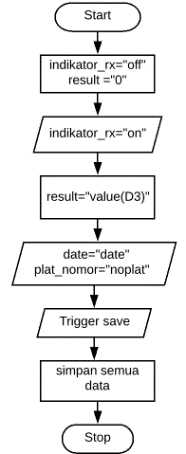 Start
indikator_rx="off"
result ="0"
indikator_rx="on"
result="value(D3)"
date="date"
plat_nomor="noplat"
Trigger save
simpan semua
data
Stop